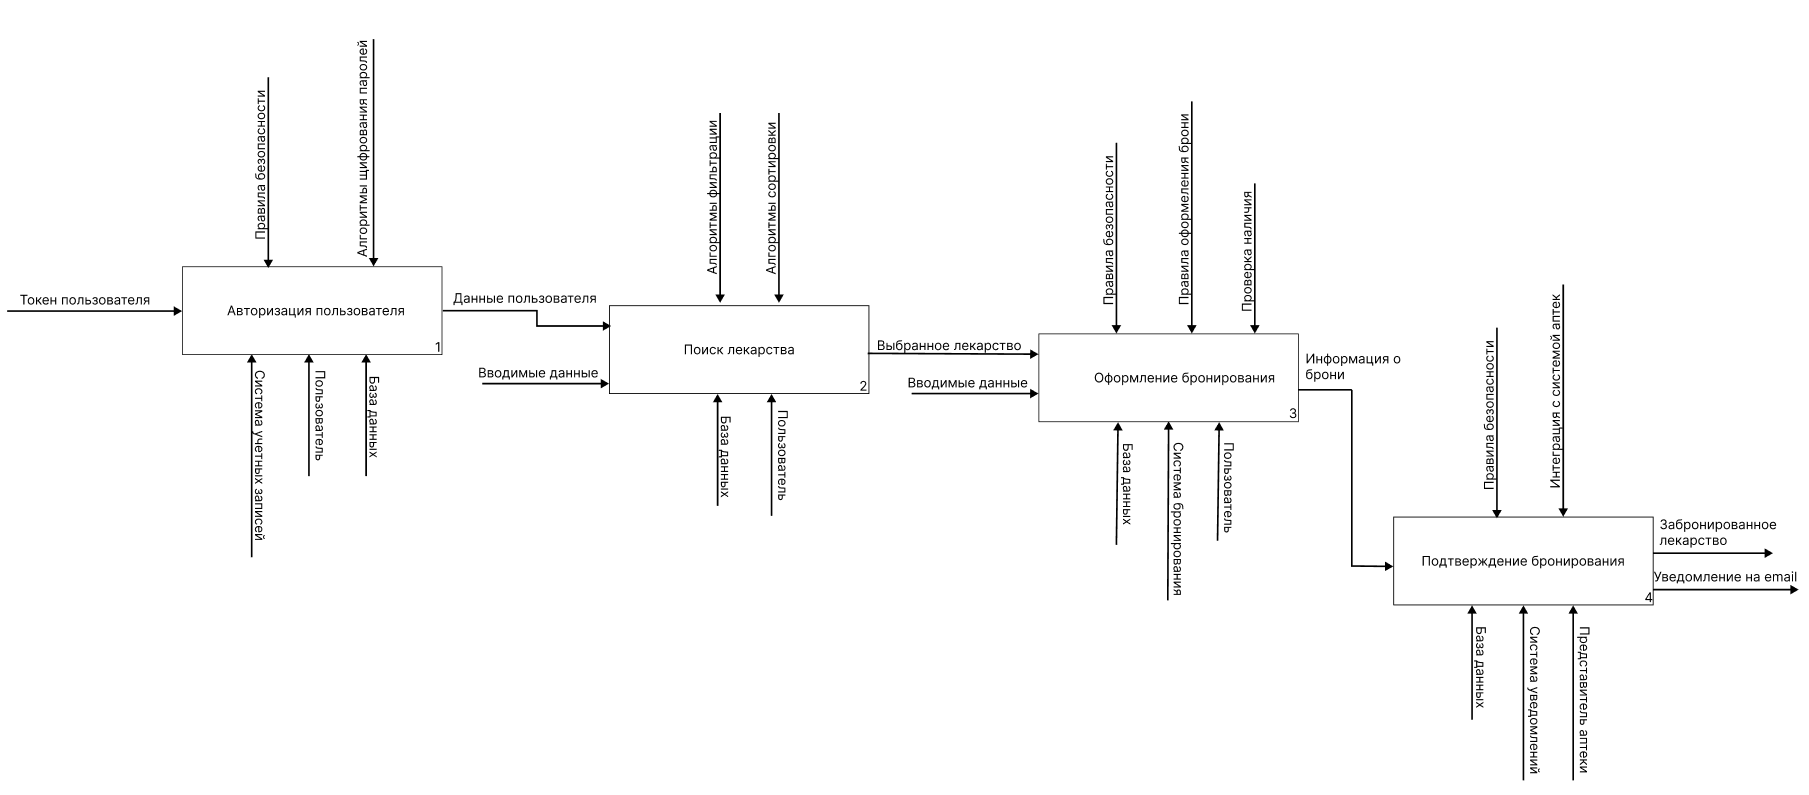 Токен пользователя
Правила безопасности
Алгоритмы шифрования паролей
Авторизация пользователя
1
Система учетных записей
Пользователь
База данных
Данные пользователя
Вводимые данные
Алгоритмы фильтрации
Алгоритмы сортировки
Поиск лекарства
2
База данных
Пользователь
Выбранное лекарство
Вводимые данные
Правила безопасности
Правила оформеления брони
Проверка наличия
Оформление бронирования
3
База данных
Система бронирования
Пользователь
Информация о
брони
Правила безопасности
Интеграция с системой аптек
Подтверждение бронирования
4
База данных
Система уведомлений
Представитель аптеки
Забронированное
лекарство
Уведомление на email